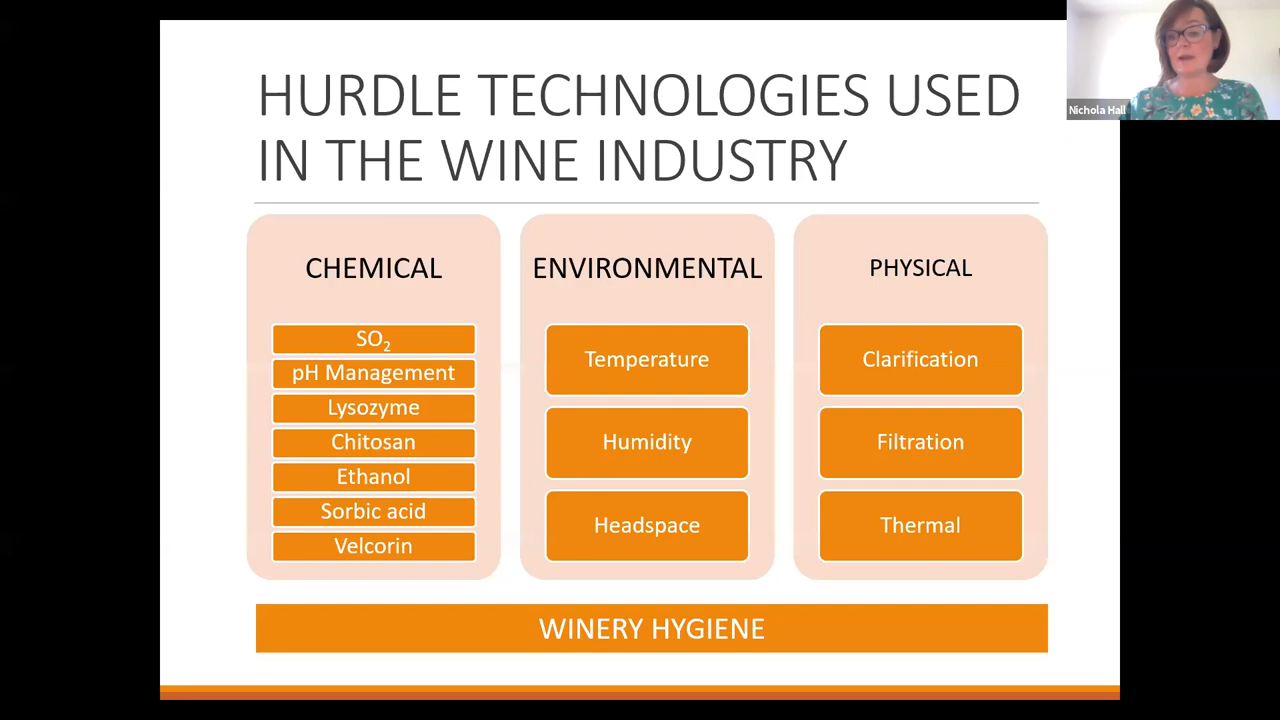 HURDLE TECHNOLOGIES USED
IN THE WINE INDUSTRY
Nichola Hall
CHEMICAL
SO₂
pH Management
Lysozyme
Chitosan
Ethanol
Sorbic acid
Velcorin
ENVIRONMENTAL
Temperature
Humidity
Headspace
PHYSICAL
Clarification
Filtration
Thermal
WINERY HYGIENE